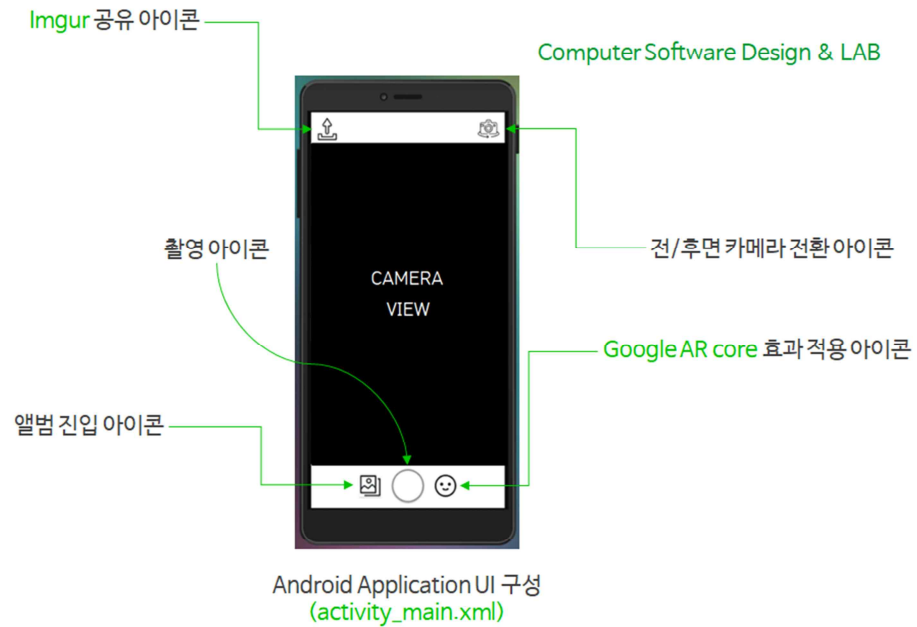 Imgur 공유 아이콘
Computer Software Design & LAB
촬영 아이콘
전/후면 카메라 전환 아이콘
CAMERA
VIEW
Google AR core 효과 적용 아이콘
앨범 진입 아이콘
Android Application UI 구성
(activity_main.xml)